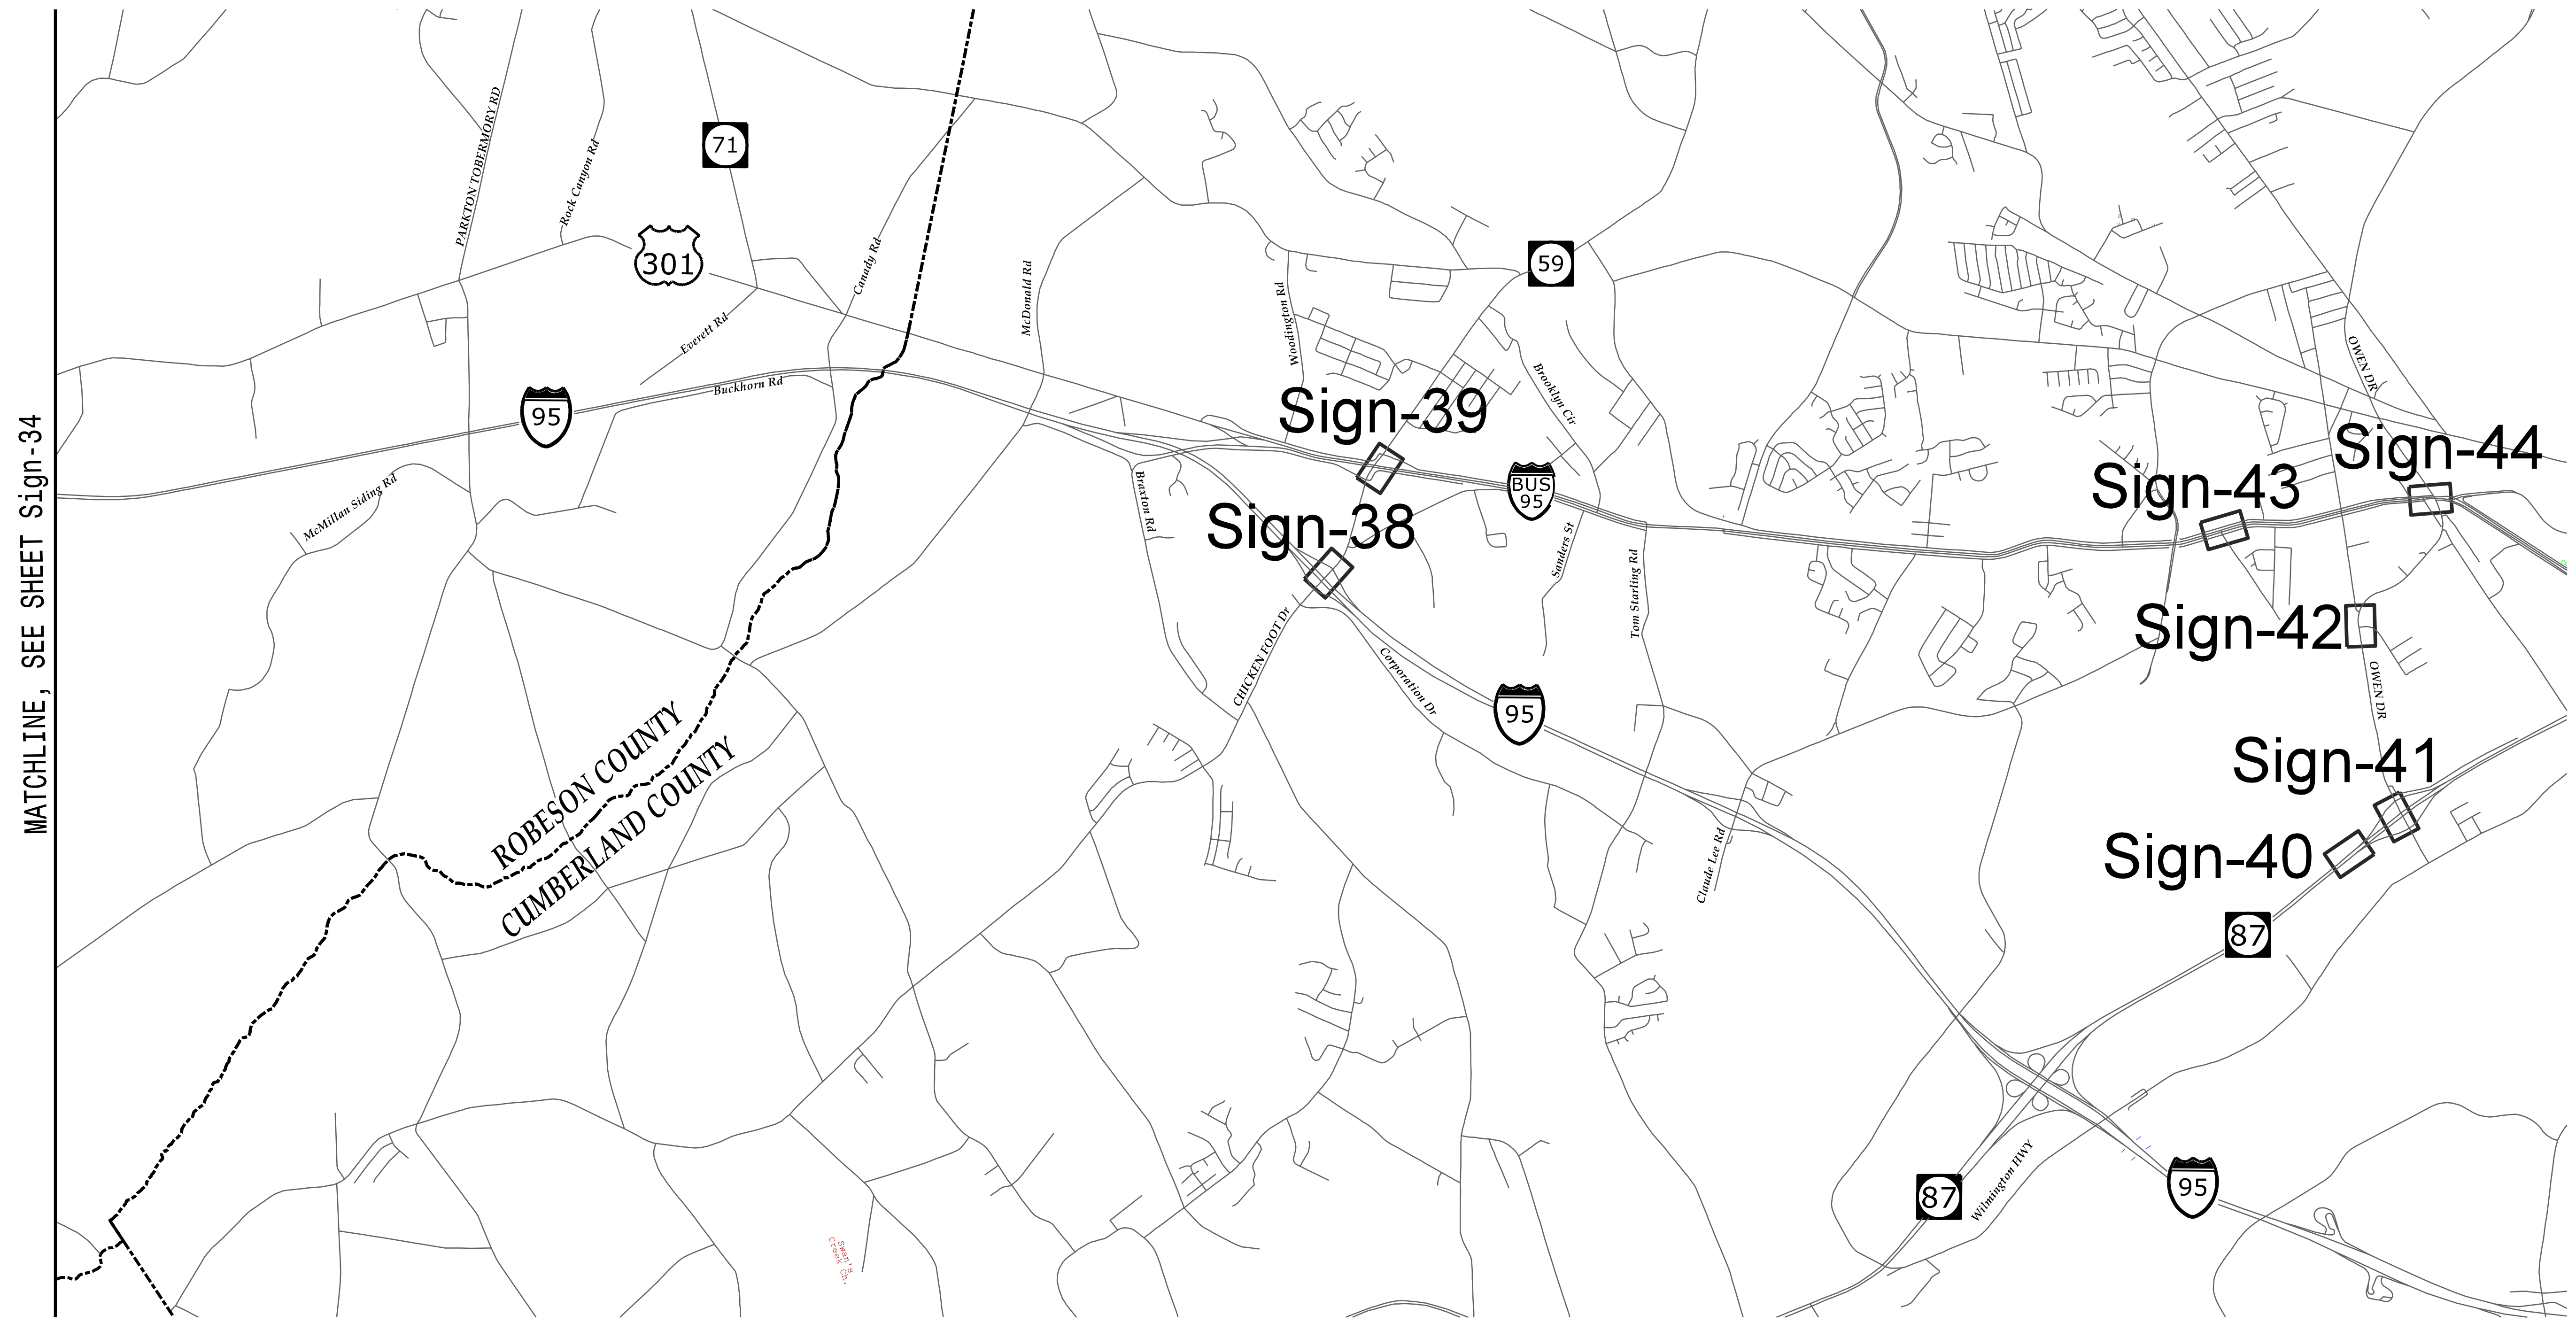 MATCHLINE, SEE SHEET Sign-34
PARKTON TOBERMORY RD
Rock Canyon Rd
71
301
Canady Rd
Everett Rd
Buckhorn Rd
95
McMillan Siding Rd
McDonald Rd
Woodington Rd
59
Brooklyn Cir
OWEN DR
Sign-39
Sign-38
Braxton Rd
BUS
95
Sanders St
Tom Starling Rd
Sign-44
Sign-43
Sign-42
OWEN DR
CHICKEN FOOT Dr
Corporation Dr
95
ROBESON COUNTY
CUMBERLAND COUNTY
Claude Lee Rd
Sign-41
Sign-40
87
87
Wilmington HWY
95
Swan's
Creek Ch.